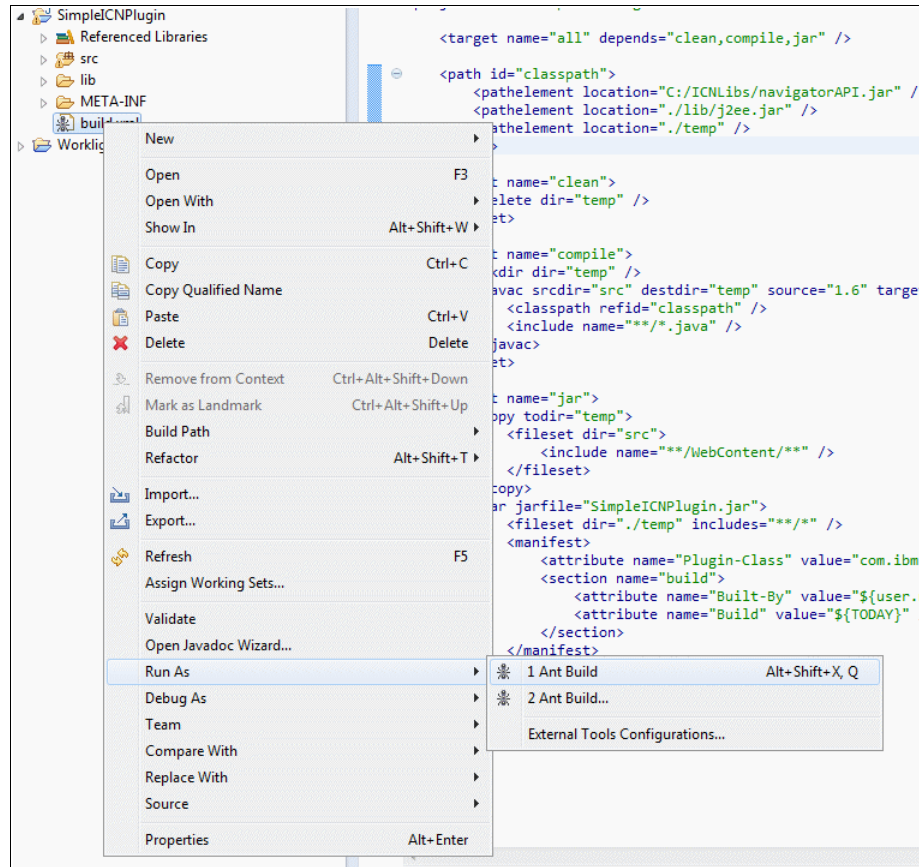 SimpleICNPlugin
Referenced Libraries
src
lib
META-INF
build.xml
New
Open F3
Open With
Show In Alt+Shift+W
Copy Ctrl+C
Copy Qualified Name
Paste Ctrl+V
Delete Delete
Remove from Context Ctrl+Alt+Shift+Down
Mark as Landmark Ctrl+Alt+Shift+Up
Build Path
Refactor Alt+Shift+T
Import...
Export...
Refresh F5
Assign Working Sets...
Validate
Open Javadoc Wizard...
Run As
Debug As
Team
Compare With
Replace With
Source
Properties Alt+Enter
1 Ant Build Alt+Shift+X, Q
2 Ant Build...
External Tools Configurations...
<target name="all" depends="clean,compile,jar" />
<path id="classpath">
<pathelement location="C:/ICNLibs/navigatorAPI.jar" /
<pathelement location="./lib/j2ee.jar" />
athelement location="./temp" />
>
t name="clean">
elete dir="temp" />
et>
t name="compile">
kdir dir="temp" />
avac srcdir="src" destdir="temp" source="1.6" targe
<classpath refid="classpath" />
<include name="**/*.java" />
javac>
et>
t name="jar">
opy todir="temp">
<fileset dir="src">
<include name="**/WebContent/**" />
</fileset>
copy>
ar jarfile="SimpleICNPlugin.jar">
<fileset dir="./temp" includes="**/*" />
<manifest>
<attribute name="Plugin-Class" value="com.ibm
<section name="build">
<attribute name="Built-By" value="${user.
<attribute name="Build" value="${TODAY}"
</section>
</manifest>